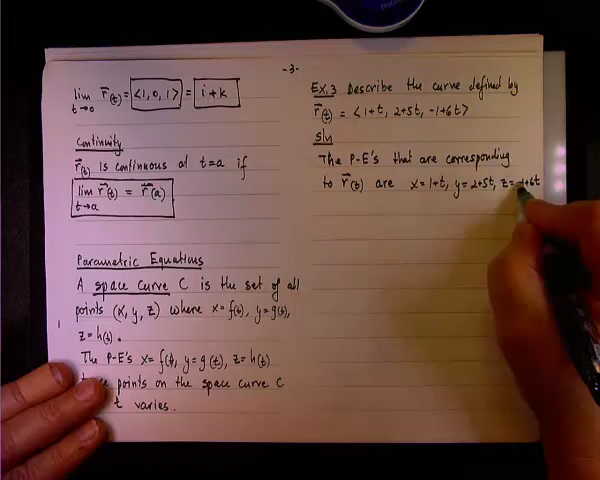 -3-
lim r(t) = <1, 0, 1> = i + k
t→0
Continuity
r(t) is continuous at t=a if
lim r(t) = r(a)
t→a
Parametric Equations
A space curve C is the set of all
points (x, y, z) where x = f(t), y = g(t),
z = h(t).
The P-E's x = f(t), y = g(t), z = h(t)
points on the space curve C
t varies.
Ex.3 Describe the curve defined by
r(t) = <1+t, 2+5t, -1+6t>
sln
The P-E's that are corresponding
to r(t) are x = 1+t, y = 2+5t, z = -1+6t